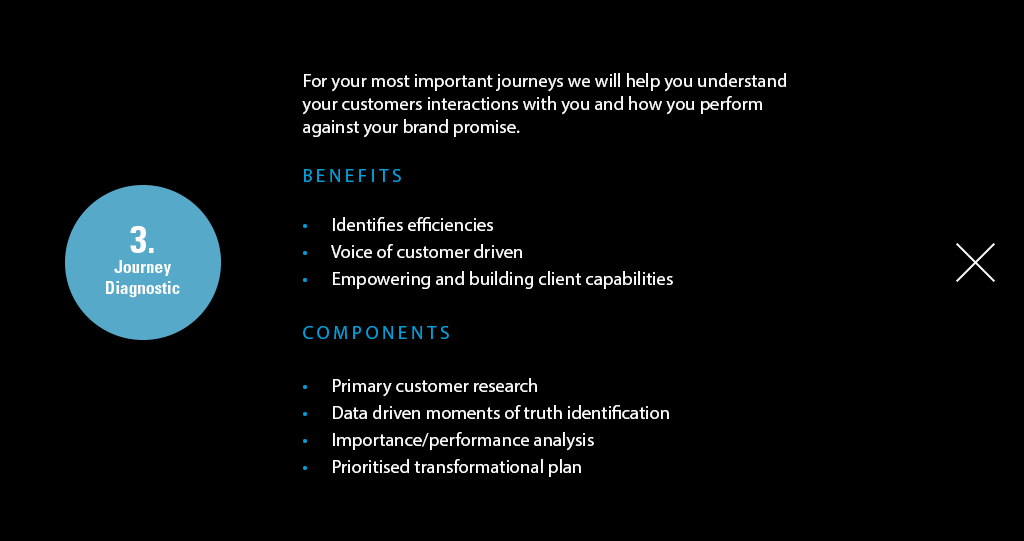 For your most important journeys we will help you understand
your customers interactions with you and how you perform
against your brand promise.
BENEFITS
• Identifies efficiencies
• Voice of customer driven
• Empowering and building client capabilities
3.
Journey
Diagnostic
COMPONENTS
• Primary customer research
• Data driven moments of truth identification
• Importance/performance analysis
• Prioritised transformational plan